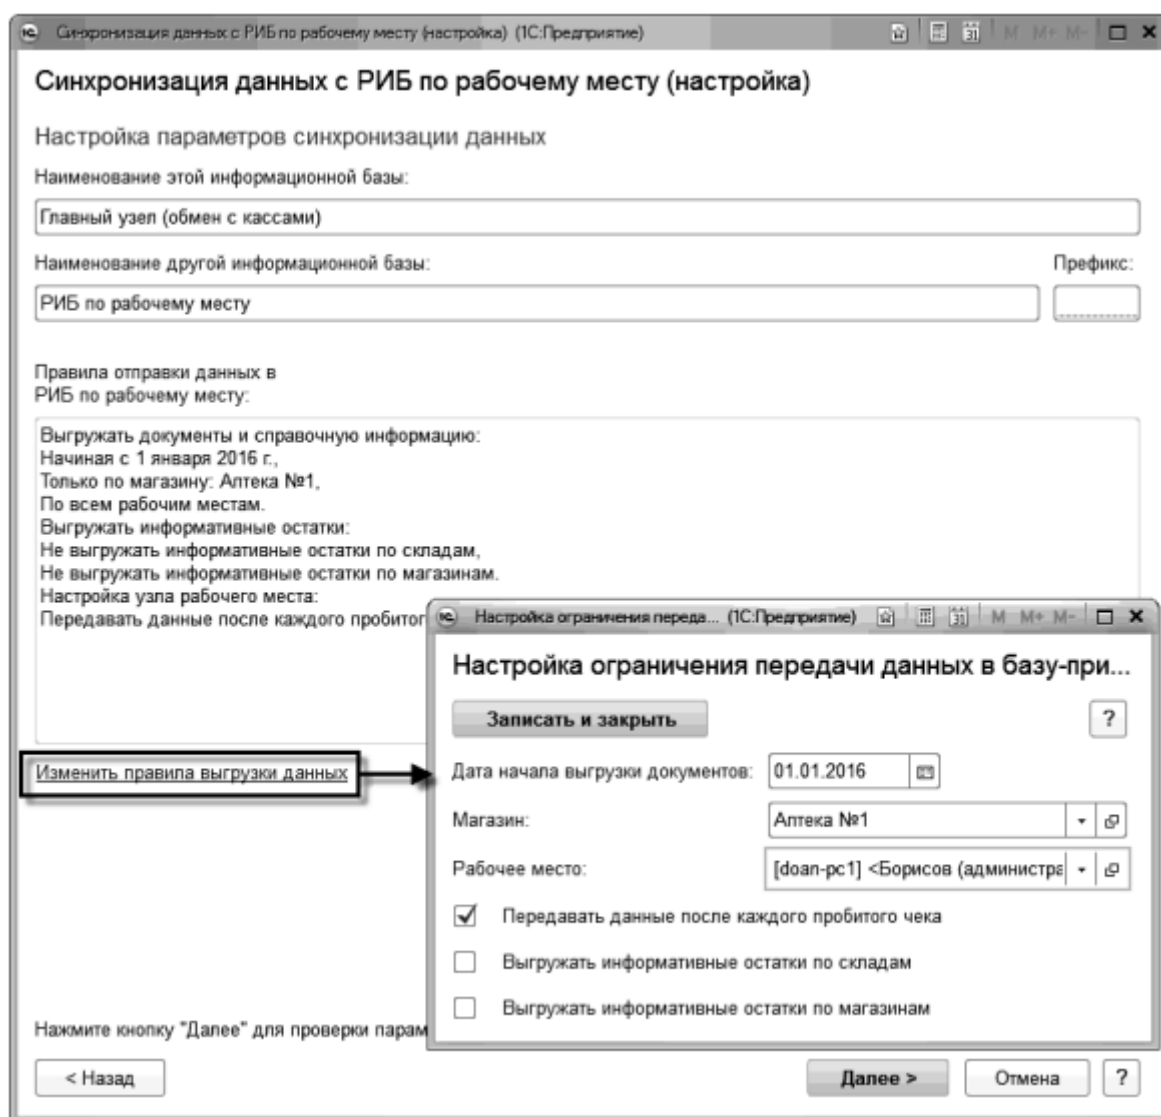 Синхронизация данных с РИБ по рабочему месту (настройка) (1С:Предприятие)
M M+ M-
Синхронизация данных с РИБ по рабочему месту (настройка)
Настройка параметров синхронизации данных
Наименование этой информационной базы:
Главный узел (обмен с кассами)
Наименование другой информационной базы:
Префикс:
РИБ по рабочему месту
Правила отправки данных в
РИБ по рабочему месту:
Выгружать документы и справочную информацию:
Начиная с 1 января 2016 г.,
Только по магазину: Аптека №1,
По всем рабочим местам.
Выгружать информативные остатки:
Не выгружать информативные остатки по складам,
Не выгружать информативные остатки по магазинам.
Настройка узла рабочего места:
Передавать данные после каждого пробитог
Изменить правила выгрузки данных
Настройка ограничения переда... (1С:Предприятие)
31 M M+ M-
Настройка ограничения передачи данных в базу-при...
Записать и закрыть
?
Дата начала выгрузки документов: 01.01.2016
Магазин: Аптека №1
Рабочее место: [doan-pc1] <Борисов (администра
Передавать данные после каждого пробитого чека
Выгружать информативные остатки по складам
Выгружать информативные остатки по магазинам
Нажмите кнопку "Далее" для проверки парам
< Назад
Далее >
Отмена
?